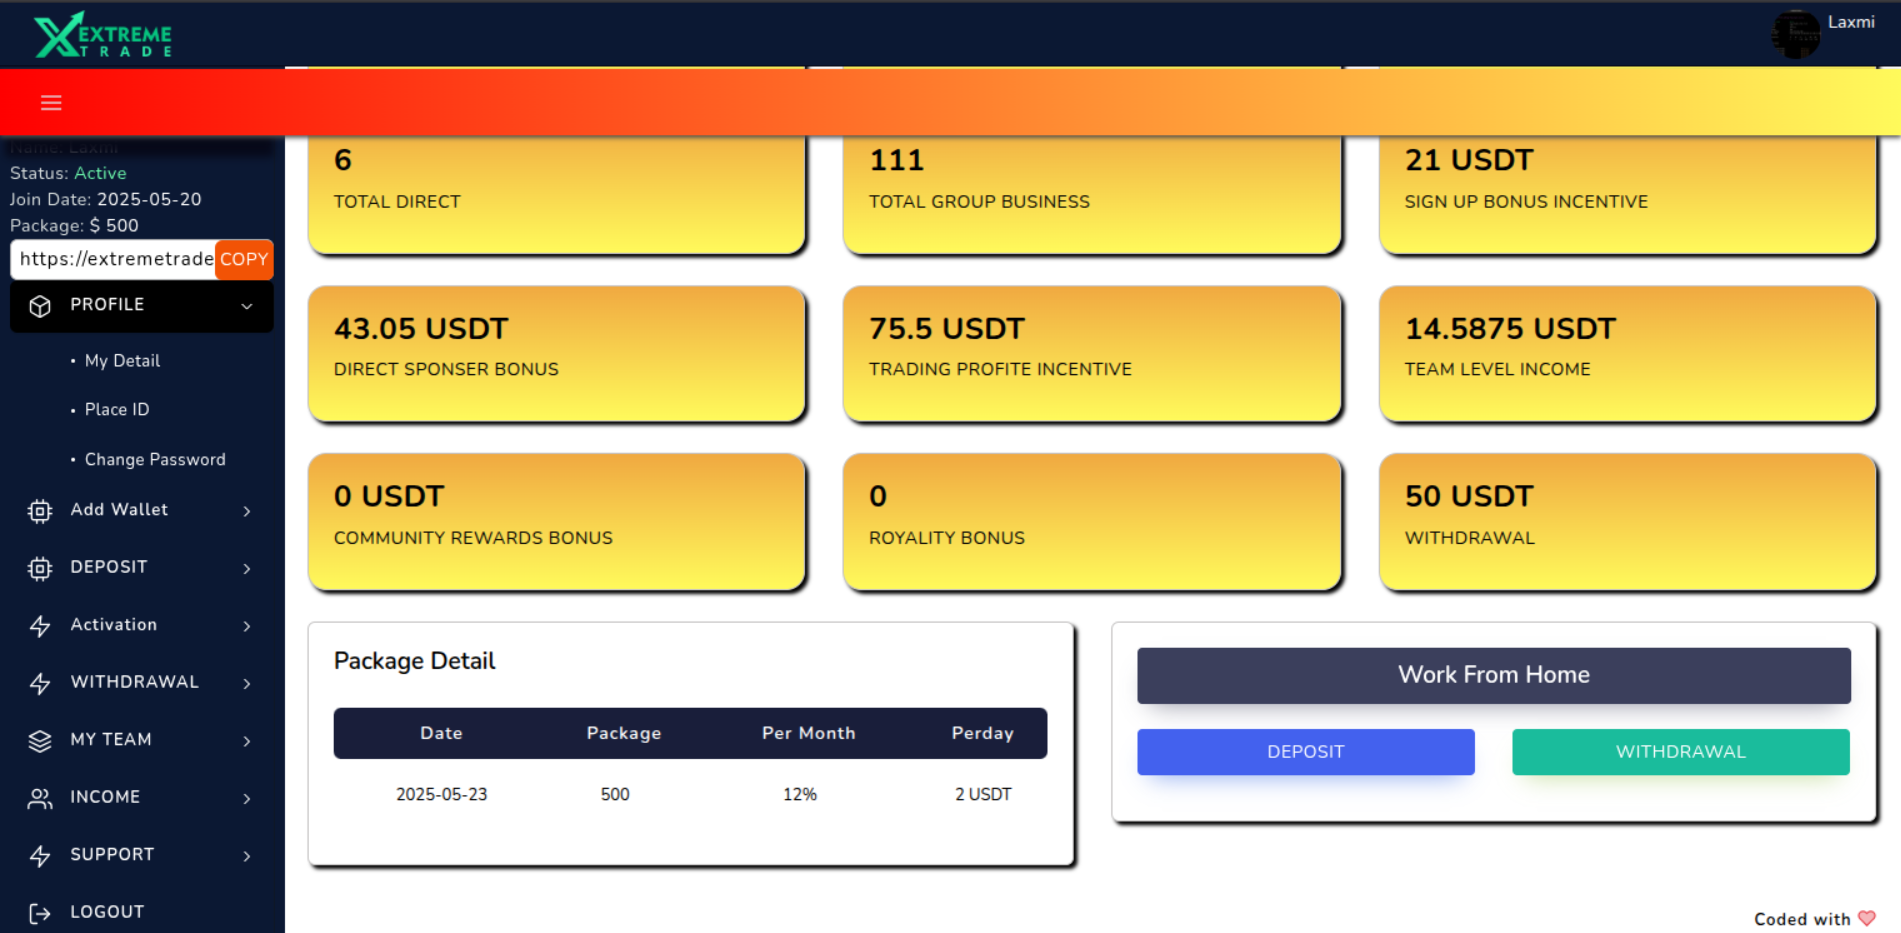 EXTREME
TRADE
Laxmi
Name: Laxmi
Status: Active
Join Date: 2025-05-20
Package: $ 500
https://extremetrade
COPY
PROFILE
• My Detail
• Place ID
• Change Password
Add Wallet
DEPOSIT
Activation
WITHDRAWAL
MY TEAM
INCOME
SUPPORT
LOGOUT
6
TOTAL DIRECT
111
TOTAL GROUP BUSINESS
21 USDT
SIGN UP BONUS INCENTIVE
43.05 USDT
DIRECT SPONSER BONUS
75.5 USDT
TRADING PROFITE INCENTIVE
14.5875 USDT
TEAM LEVEL INCOME
0 USDT
COMMUNITY REWARDS BONUS
0
ROYALITY BONUS
50 USDT
WITHDRAWAL
Package Detail
Date Package Per Month Perday
2025-05-23 500 12% 2 USDT
Work From Home
DEPOSIT
WITHDRAWAL
Coded with